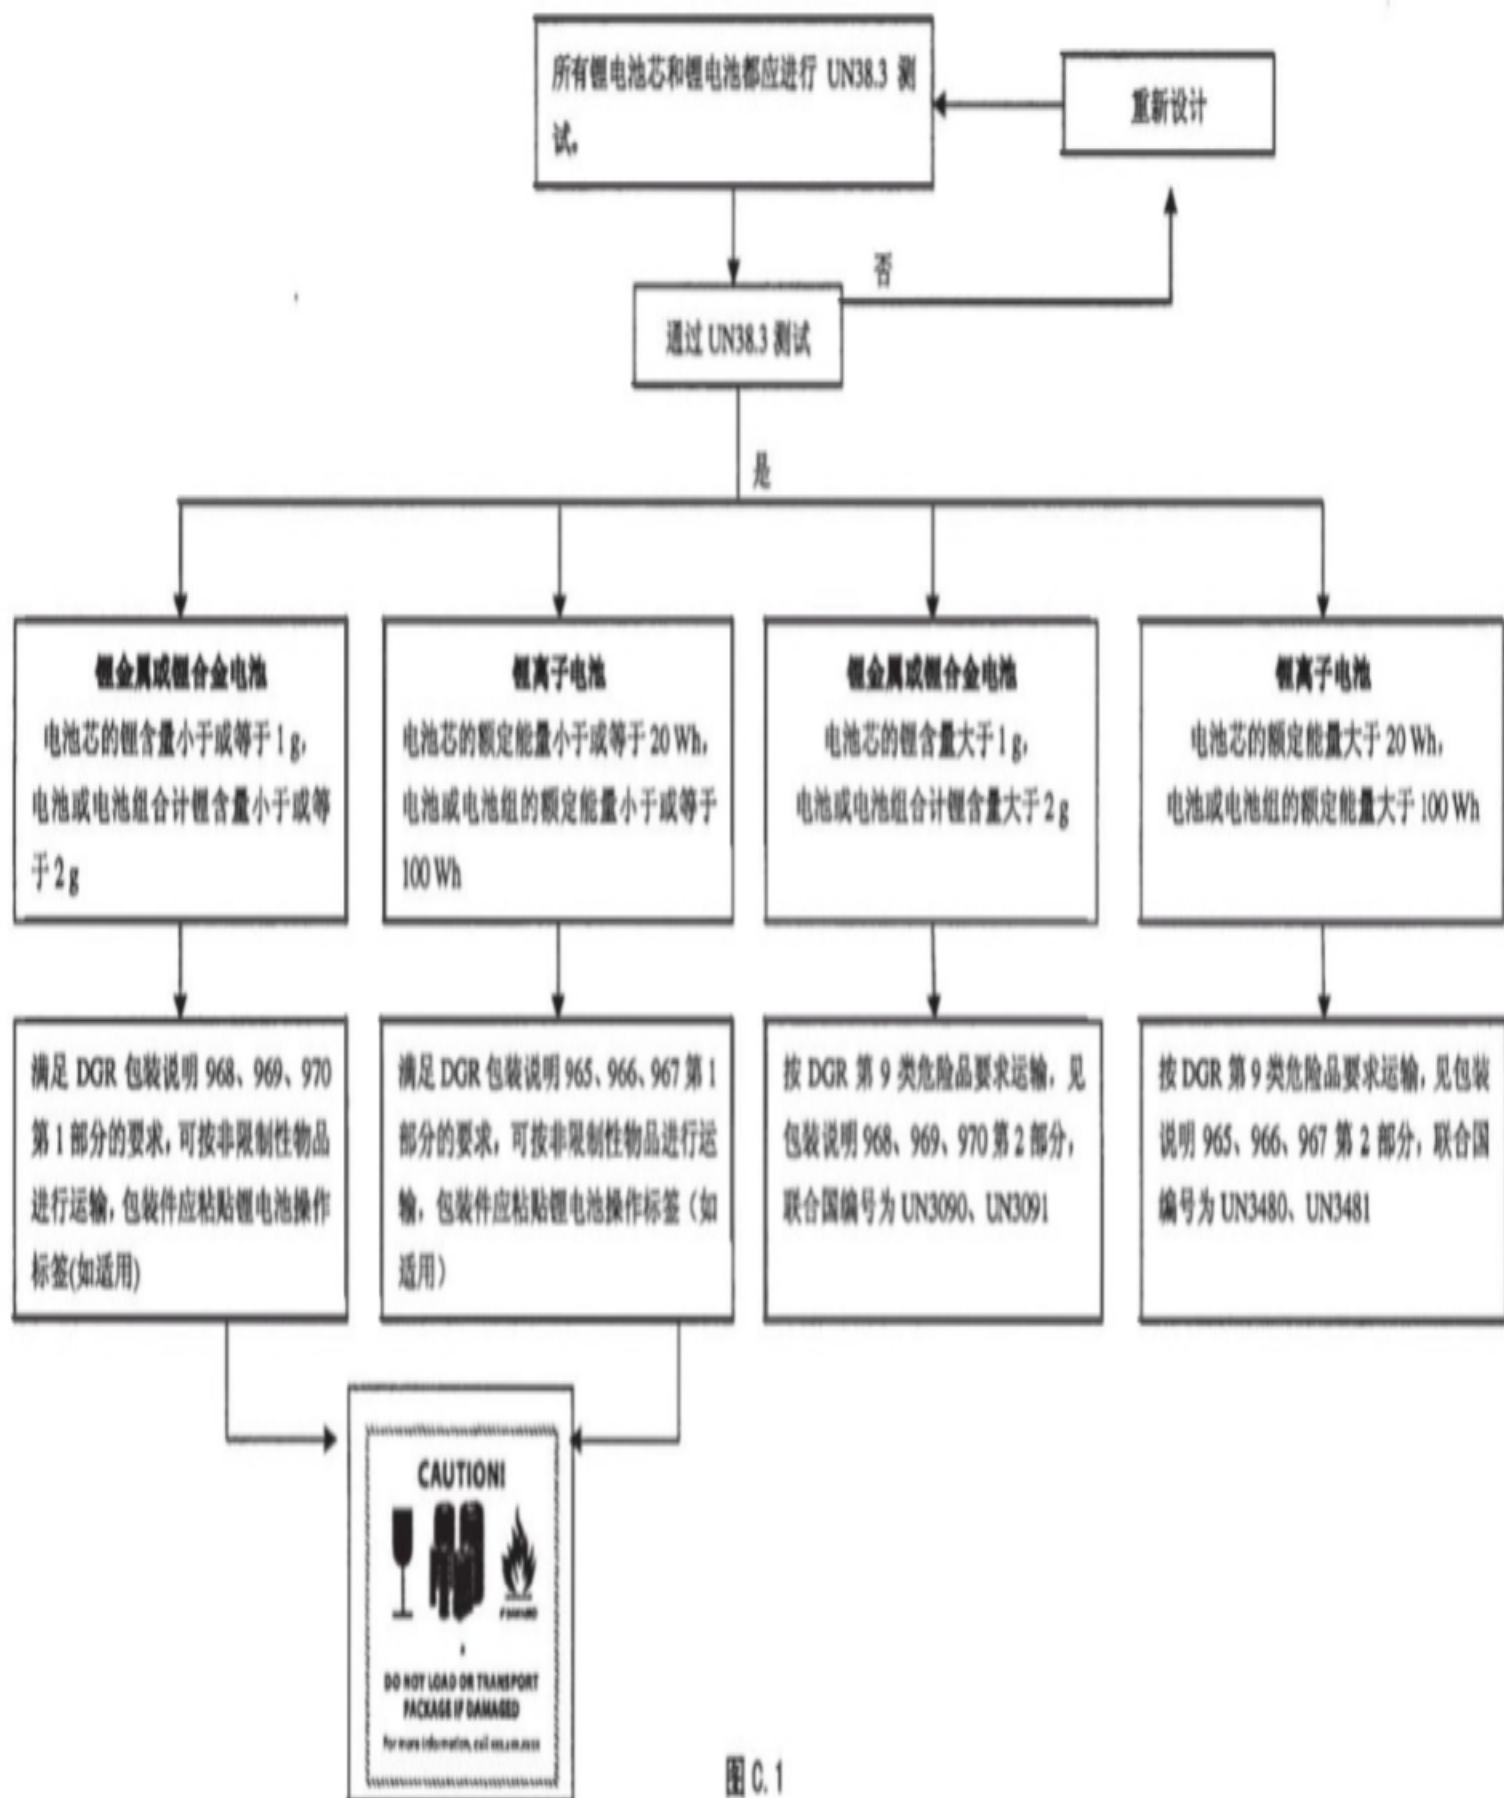 所有锂电池芯和锂电池都应进行 UN38.3 测
试。
重新设计
否
通过 UN38.3 测试
是
锂金属或锂合金电池
电池芯的锂含量小于或等于 1 g,
电池或电池组合计锂含量小于或等
于 2 g
锂离子电池
电池芯的额定能量小于或等于 20 Wh,
电池或电池组的额定能量小于或等于
100 Wh
锂金属或锂合金电池
电池芯的锂含量大于 1 g,
电池或电池组合计锂含量大于 2 g
锂离子电池
电池芯的额定能量大于 20 Wh,
电池或电池组的额定能量大于 100 Wh
满足 DGR 包装说明 968、969、970
第 1 部分的要求,可按非限制性物品
进行运输,包装件应粘贴锂电池操作
标签(如适用)
满足 DGR 包装说明 965、966、967 第 1
部分的要求,可按非限制性物品进行运
输,包装件应粘贴锂电池操作标签(如
适用)
按 DGR 第 9 类危险品要求运输,见
包装说明 968、969、970 第 2 部分,
联合国编号为 UN3090、UN3091
按 DGR 第 9 类危险品要求运输,见包装
说明 965、966、967 第 2 部分,联合国
编号为 UN3480、UN3481
CAUTION!
DO NOT LOAD OR TRANSPORT
PACKAGE IF DAMAGED
For more information, call xxx.xxx.xxxx
图 C.1